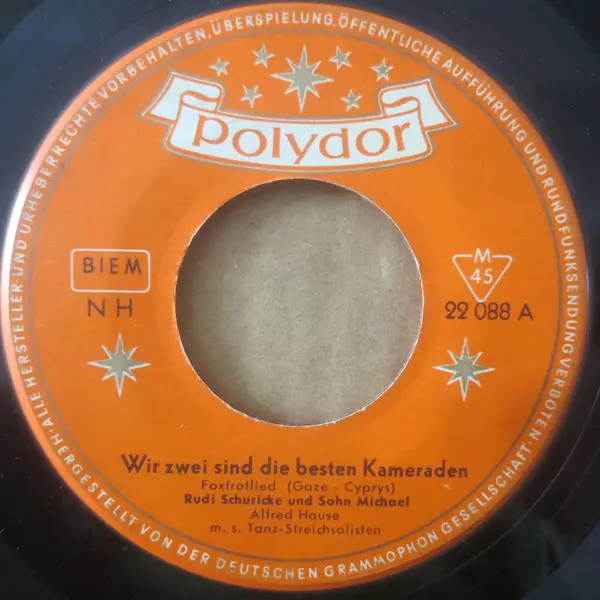 ·ALLE HERSTELLER- UND URHEBERRECHTE VORBEHALTEN, ÜBERSPIELUNG, ÖFFENTLICHE AUFFÜHRUNG UND RUNDFUNKSENDUNG VERBOTEN·
polydor
BIEM
NH
M
45
22 088 A
Wir zwei sind die besten Kameraden
Foxtrotlied (Gaze - Cyprys)
Rudi Schuricke und Sohn Michael
Alfred Hause
m. s. Tanz-Streichsolisten
HERGESTELLT VON DER DEUTSCHEN GRAMMOPHON GESELLSCHAFT·